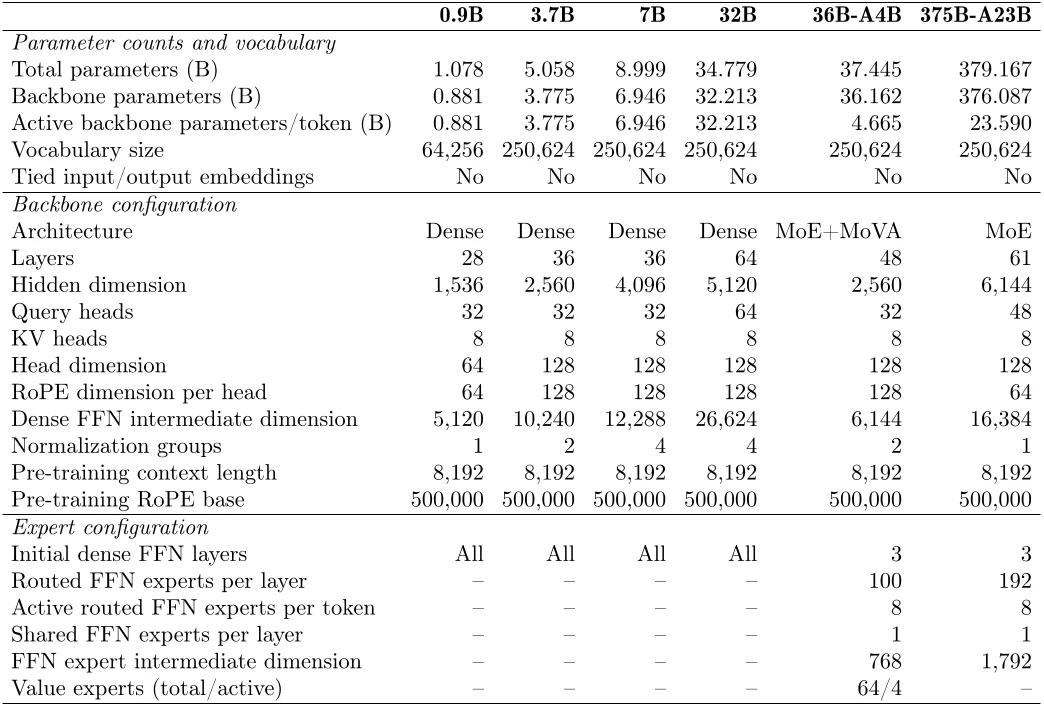 0.9B 3.7B 7B 32B 36B-A4B 375B-A23B
Parameter counts and vocabulary
Total parameters (B) 1.078 5.058 8.999 34.779 37.445 379.167
Backbone parameters (B) 0.881 3.775 6.946 32.213 36.162 376.087
Active backbone parameters/token (B) 0.881 3.775 6.946 32.213 4.665 23.590
Vocabulary size 64,256 250,624 250,624 250,624 250,624 250,624
Tied input/output embeddings No No No No No No
Backbone configuration
Architecture Dense Dense Dense Dense MoE+MoVA MoE
Layers 28 36 36 64 48 61
Hidden dimension 1,536 2,560 4,096 5,120 2,560 6,144
Query heads 32 32 32 64 32 48
KV heads 8 8 8 8 8 8
Head dimension 64 128 128 128 128 128
RoPE dimension per head 64 128 128 128 128 64
Dense FFN intermediate dimension 5,120 10,240 12,288 26,624 6,144 16,384
Normalization groups 1 2 4 4 2 1
Pre-training context length 8,192 8,192 8,192 8,192 8,192 8,192
Pre-training RoPE base 500,000 500,000 500,000 500,000 500,000 500,000
Expert configuration
Initial dense FFN layers All All All All 3 3
Routed FFN experts per layer – – – – 100 192
Active routed FFN experts per token – – – – 8 8
Shared FFN experts per layer – – – – 1 1
FFN expert intermediate dimension – – – – 768 1,792
Value experts (total/active) – – – – 64/4 –